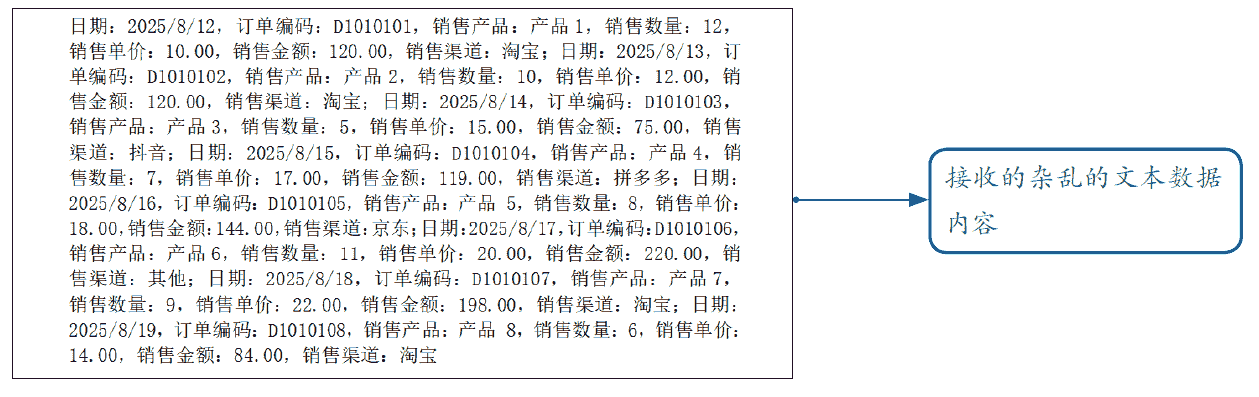 日期：2025/8/12，订单编码：D1010101，销售产品：产品 1，销售数量：12，
销售单价：10.00，销售金额：120.00，销售渠道：淘宝；日期：2025/8/13，订
单编码：D1010102，销售产品：产品 2，销售数量：10，销售单价：12.00，销
售金额：120.00，销售渠道：淘宝；日期：2025/8/14，订单编码：D1010103，
销售产品：产品 3，销售数量：5，销售单价：15.00，销售金额：75.00，销售
渠道：抖音；日期：2025/8/15，订单编码：D1010104，销售产品：产品 4，销
售数量：7，销售单价：17.00，销售金额：119.00，销售渠道：拼多多；日期：
2025/8/16，订单编码：D1010105，销售产品：产品 5，销售数量：8，销售单价：
18.00，销售金额：144.00，销售渠道：京东；日期：2025/8/17，订单编码：D1010106，
销售产品：产品 6，销售数量：11，销售单价：20.00，销售金额：220.00，销
售渠道：其他；日期：2025/8/18，订单编码：D1010107，销售产品：产品 7，
销售数量：9，销售单价：22.00，销售金额：198.00，销售渠道：淘宝；日期：
2025/8/19，订单编码：D1010108，销售产品：产品 8，销售数量：6，销售单价：
14.00，销售金额：84.00，销售渠道：淘宝
接收的杂乱的文本数据
内容